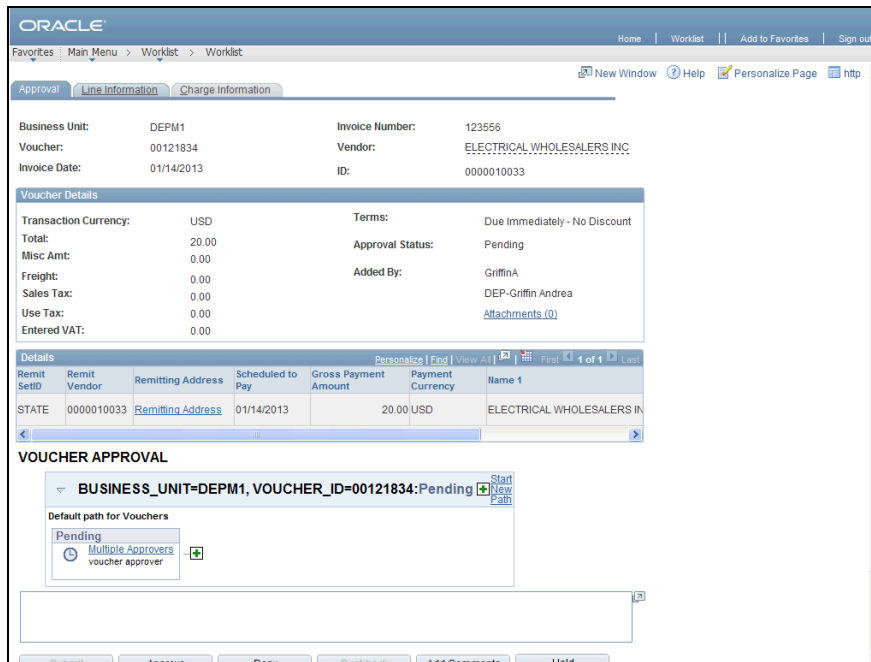 ORACLE
Home | Worklist || Add to Favorites | Sign out
Favorites Main Menu > Worklist > Worklist
New Window Help Personalize Page http
Approval Line Information Charge Information
Business Unit: DEPM1 Invoice Number: 123556
Voucher: 00121834 Vendor: ELECTRICAL WHOLESALERS INC
Invoice Date: 01/14/2013 ID: 0000010033
Voucher Details
Transaction Currency: USD Terms: Due Immediately - No Discount
Total: 20.00 Approval Status: Pending
Misc Amt: 0.00
Freight: 0.00 Added By: GriffinA
Sales Tax: 0.00 DEP-Griffin Andrea
Use Tax: 0.00 Attachments (0)
Entered VAT: 0.00
Details Personalize | Find | View All | First 1 of 1 Last
Remit SetID Remit Vendor Remitting Address Scheduled to Pay Gross Payment Amount Payment Currency Name 1
STATE 0000010033 Remitting Address 01/14/2013 20.00 USD ELECTRICAL WHOLESALERS IN
VOUCHER APPROVAL
BUSINESS_UNIT=DEPM1, VOUCHER_ID=00121834:Pending Start New Path
Default path for Vouchers
Pending
Multiple Approvers
voucher approver
Submit Approve Deny Pushback Add Comments Hold